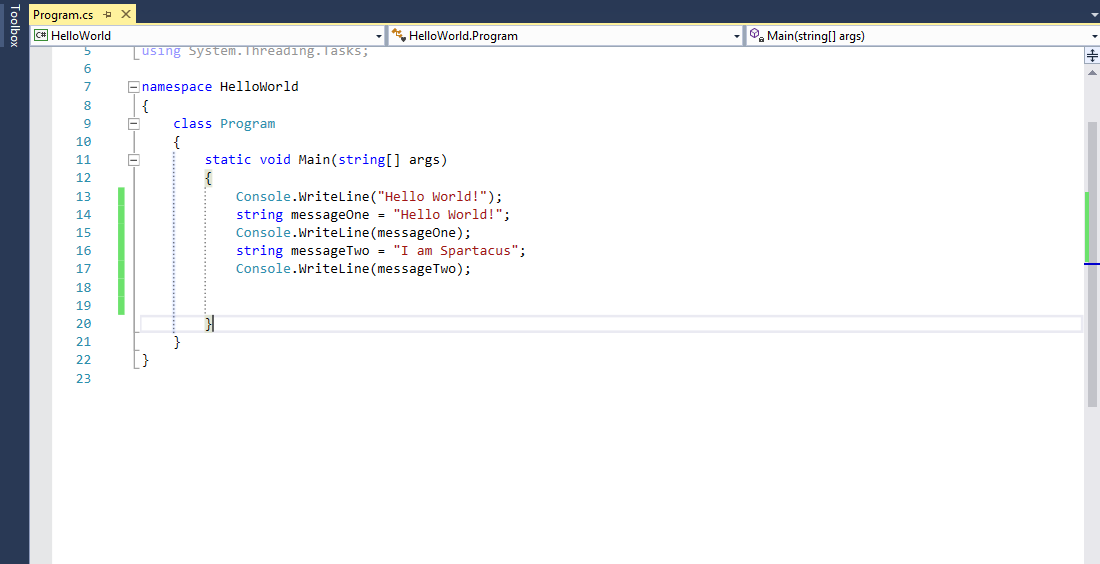 Toolbox
Program.cs
C# HelloWorld
HelloWorld.Program
Main(string[] args)
5 using System.Threading.Tasks;
6
7 namespace HelloWorld
8 {
9 class Program
10 {
11 static void Main(string[] args)
12 {
13 Console.WriteLine("Hello World!");
14 string messageOne = "Hello World!";
15 Console.WriteLine(messageOne);
16 string messageTwo = "I am Spartacus";
17 Console.WriteLine(messageTwo);
18
19
20 }
21 }
22 }
23